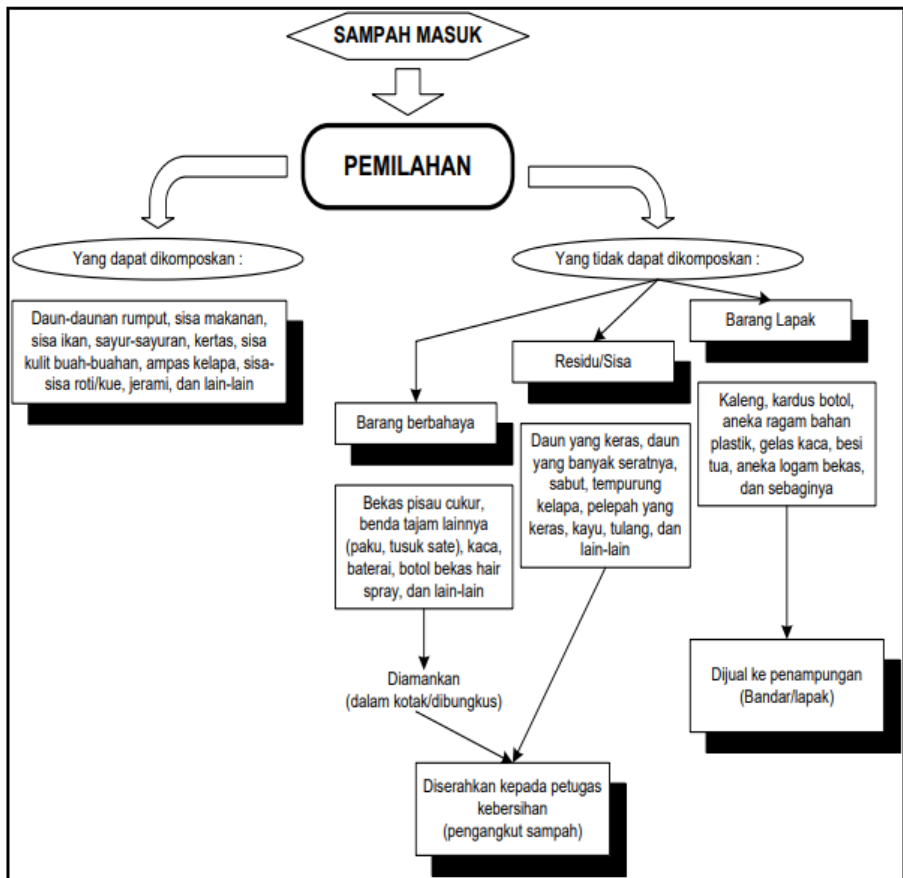 SAMPAH MASUK
PEMILAHAN
Yang dapat dikomposkan :
Daun-daunan rumput, sisa makanan,
sisa ikan, sayur-sayuran, kertas, sisa
kulit buah-buahan, ampas kelapa, sisa-
sisa roti/kue, jerami, dan lain-lain
Yang tidak dapat dikomposkan :
Barang berbahaya
Bekas pisau cukur,
benda tajam lainnya
(paku, tusuk sate), kaca,
baterai, botol bekas hair
spray, dan lain-lain
Diamankan
(dalam kotak/dibungkus)
Residu/Sisa
Daun yang keras, daun
yang banyak seratnya,
sabut, tempurung
kelapa, pelepah yang
keras, kayu, tulang, dan
lain-lain
Diserahkan kepada petugas
kebersihan
(pengangkut sampah)
Barang Lapak
Kaleng, kardus botol,
aneka ragam bahan
plastik, gelas kaca, besi
tua, aneka logam bekas,
dan sebaginya
Dijual ke penampungan
(Bandar/lapak)